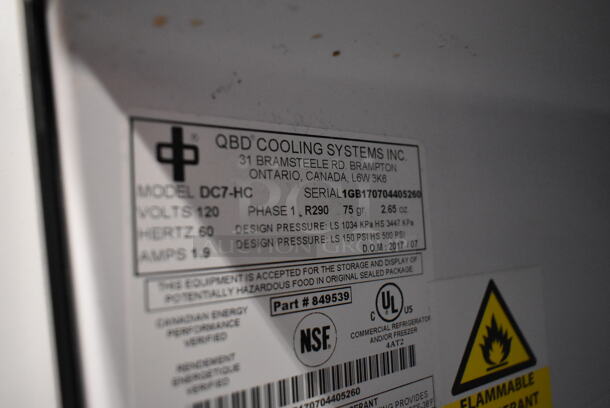 QBD® COOLING SYSTEMS INC.
31 BRAMSTEELE RD. BRAMPTON
ONTARIO, CANADA, L6W 3K6
MODEL DC7-HC SERIAL 1GB170704405260
VOLTS 120 PHASE 1 R290 75 gr. 2.65 oz.
HERTZ 60 DESIGN PRESSURE: LS 1034 KPa HS 3447 KPa
AMPS 1.9 DESIGN PRESSURE: LS 150 PSI HS 500 PSI
D.O.M: 2017 / 07
THIS EQUIPMENT IS ACCEPTED FOR THE STORAGE AND DISPLAY OF
POTENTIALLY HAZARDOUS FOOD IN ORIGINAL SEALED PACKAGE.
Part # 849539
CANADIAN ENERGY
PERFORMANCE
VERIFIED
RENDEMENT
ENERGETIQUE
VERIFIED
NSF
C UL US
COMMERCIAL REFRIGERATOR
AND/OR FREEZER
4AT2
170704405260
PROVIDES
FLAMMABLE